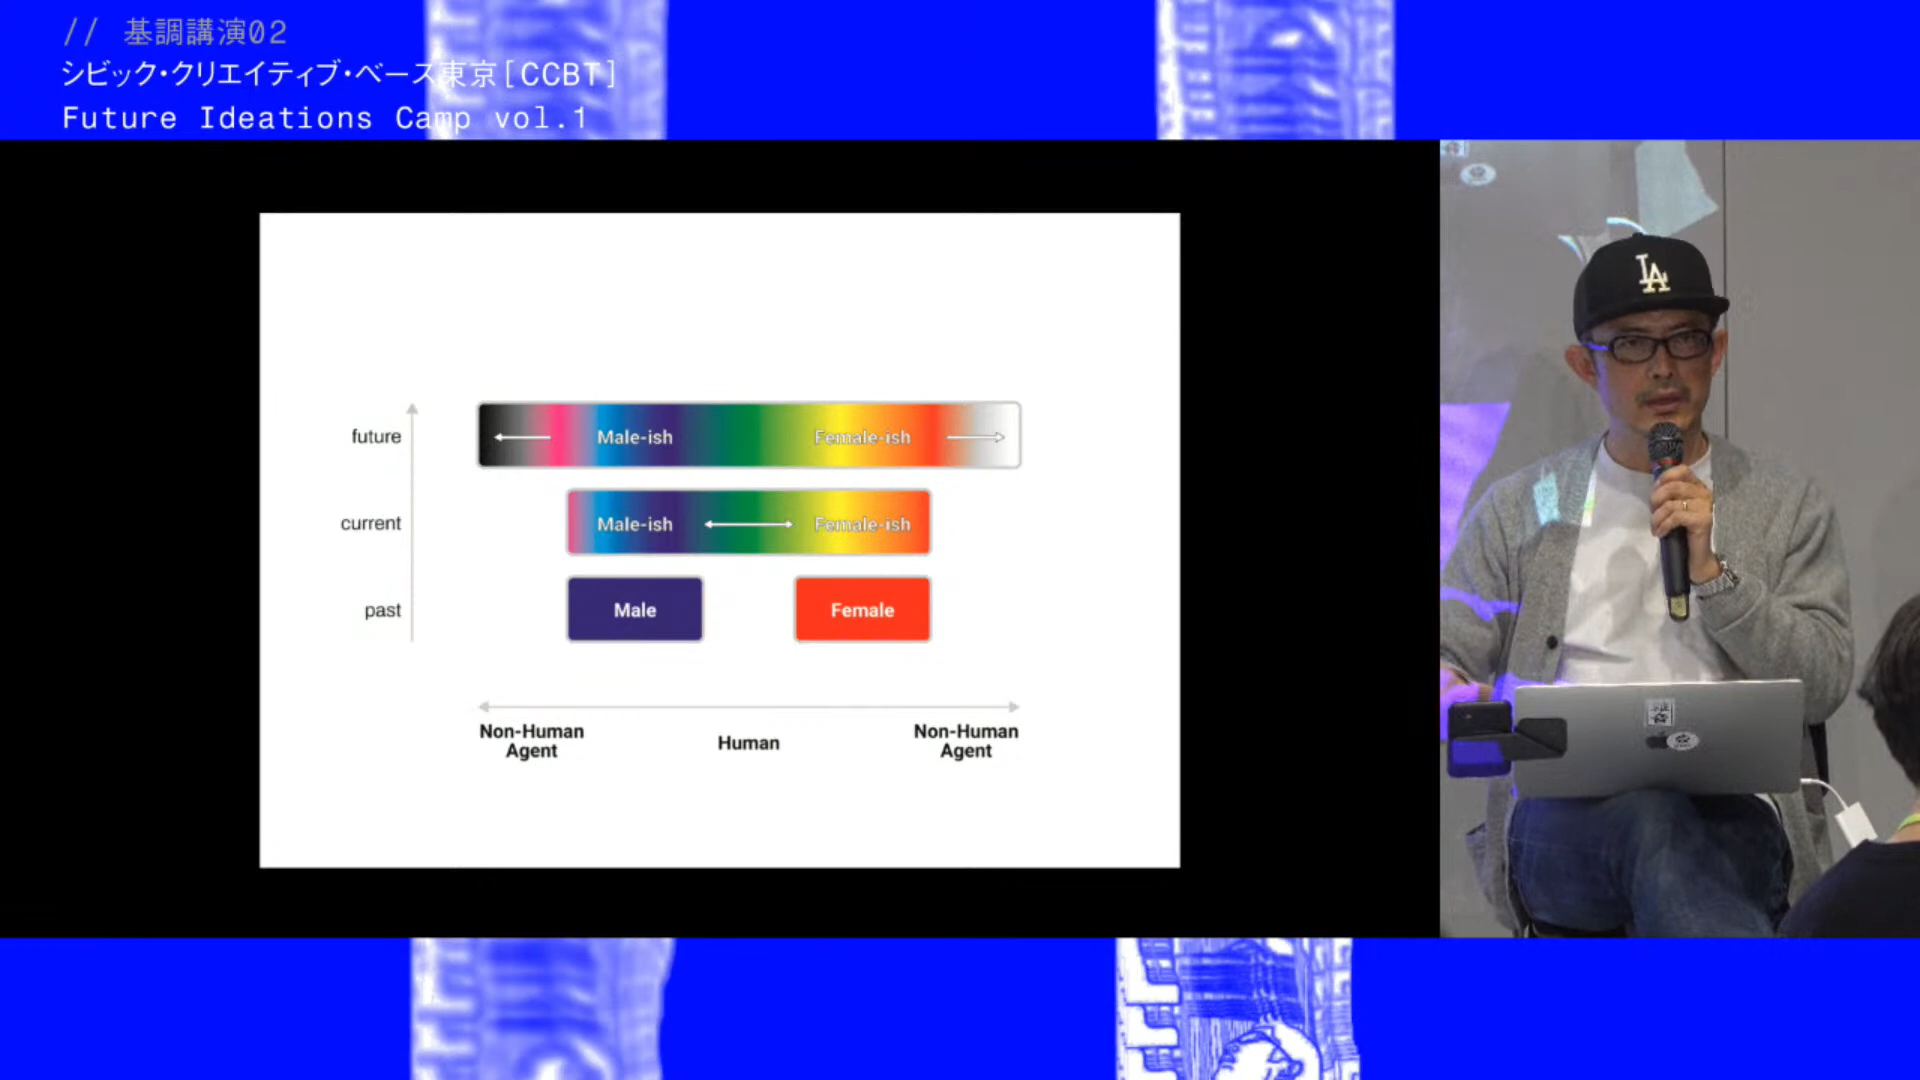 // 基調講演02
シビック・クリエイティブ・ベース東京[CCBT]
Future Ideations Camp vol.1
future
Male-ish
Female-ish
current
Male-ish
Female-ish
past
Male
Female
Non-Human
Agent
Human
Non-Human
Agent
LA